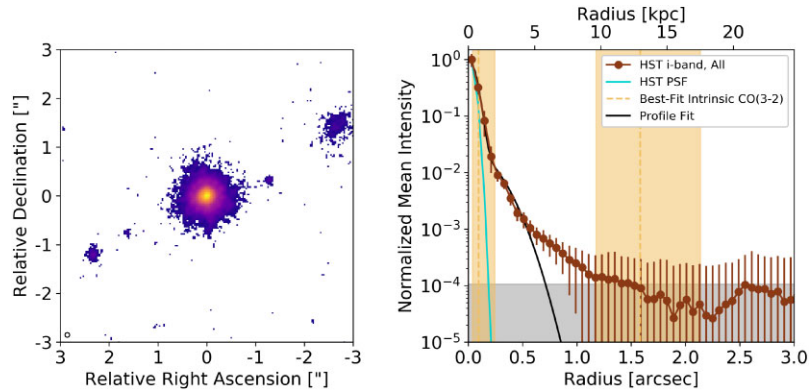 3
2
1
0
-1
-2
-3
3 2 1 0 -1 -2 -3
Relative Declination ["]
Relative Right Ascension ["]
Radius [kpc]
0 5 10 15 20
HST i-band, All
HST PSF
Best-Fit Intrinsic CO(3-2)
Profile Fit
Normalized Mean Intensity
10⁰
10⁻¹
10⁻²
10⁻³
10⁻⁴
10⁻⁵
0.0 0.5 1.0 1.5 2.0 2.5 3.0
Radius [arcsec]